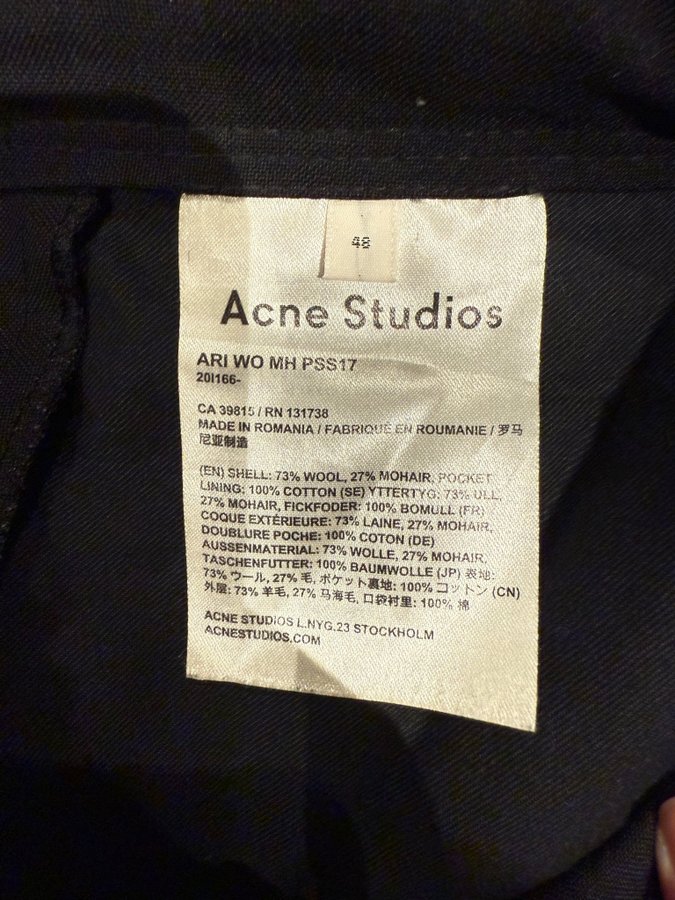 48
Acne Studios
ARI WO MH PSS17
20I166-
CA 39815 / RN 131738
MADE IN ROMANIA / FABRIQUÉ EN ROUMANIE / 罗马
尼亚制造
(EN) SHELL: 73% WOOL, 27% MOHAIR, POCKET
LINING: 100% COTTON (SE) YTTERTYG: 73% ULL,
27% MOHAIR, FICKFODER: 100% BOMULL (FR)
COQUE EXTÉRIEURE: 73% LAINE, 27% MOHAIR,
DOUBLURE POCHE: 100% COTON (DE)
AUSSENMATERIAL: 73% WOLLE, 27% MOHAIR,
TASCHENFUTTER: 100% BAUMWOLLE (JP) 表地:
73% ウール, 27% 毛, ポケット裏地: 100% コットン (CN)
外层: 73% 羊毛, 27% 马海毛, 口袋衬里: 100% 棉
ACNE STUDIOS L.NYG.23 STOCKHOLM
ACNESTUDIOS.COM